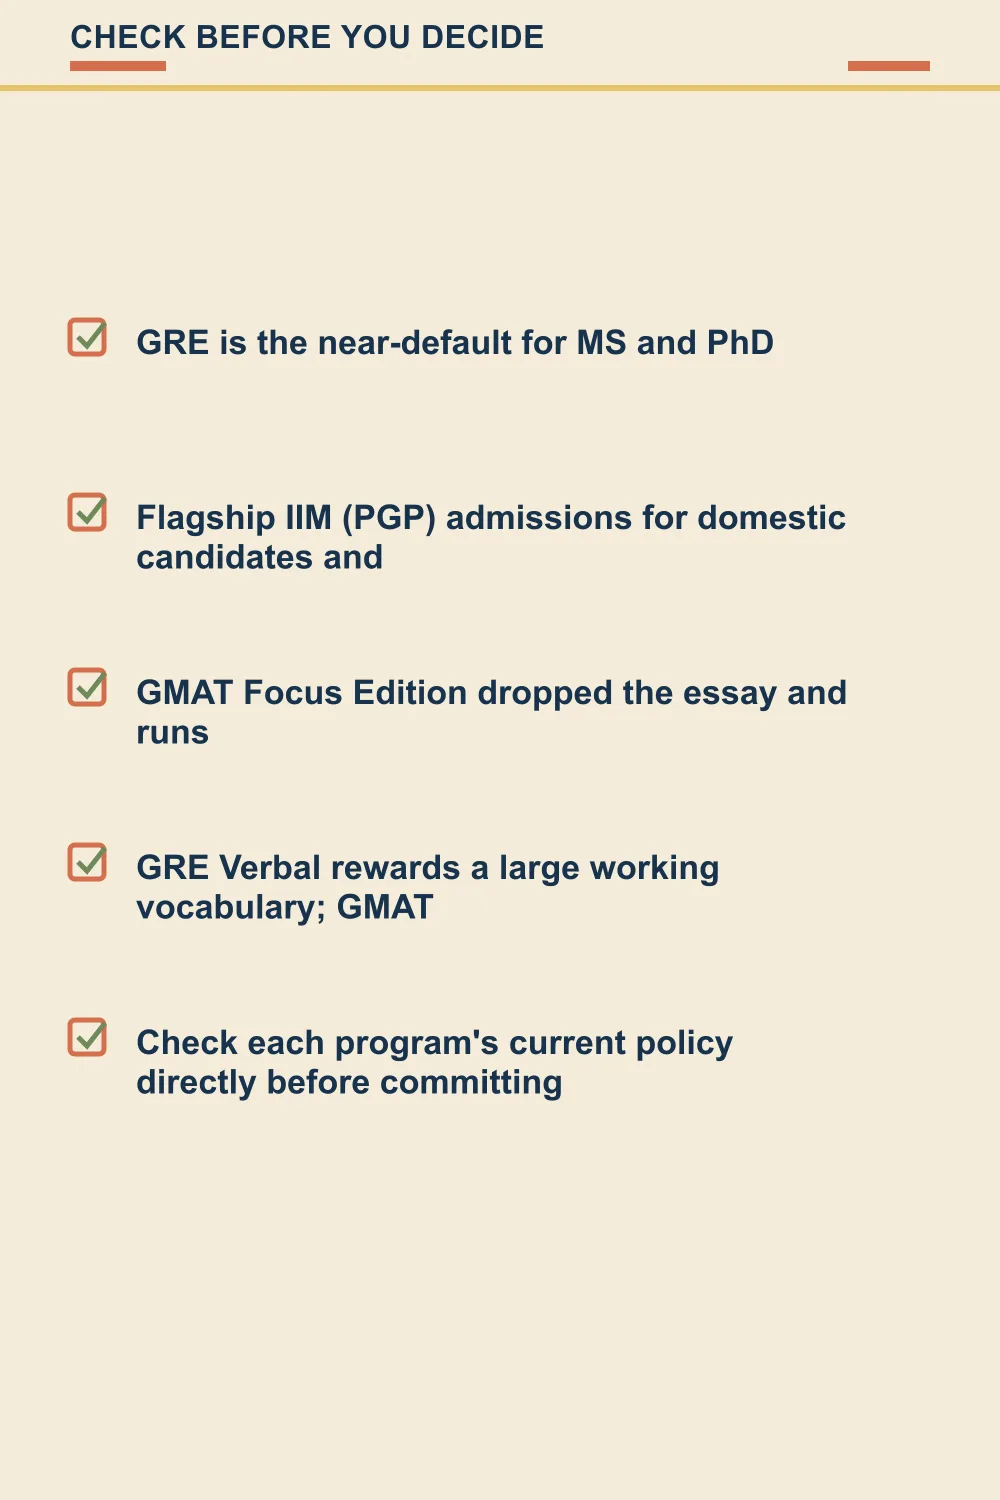 CHECK BEFORE YOU DECIDE
GRE is the near-default for MS and PhD
Flagship IIM (PGP) admissions for domestic
candidates and
GMAT Focus Edition dropped the essay and
runs
GRE Verbal rewards a large working
vocabulary; GMAT
Check each program's current policy
directly before committing